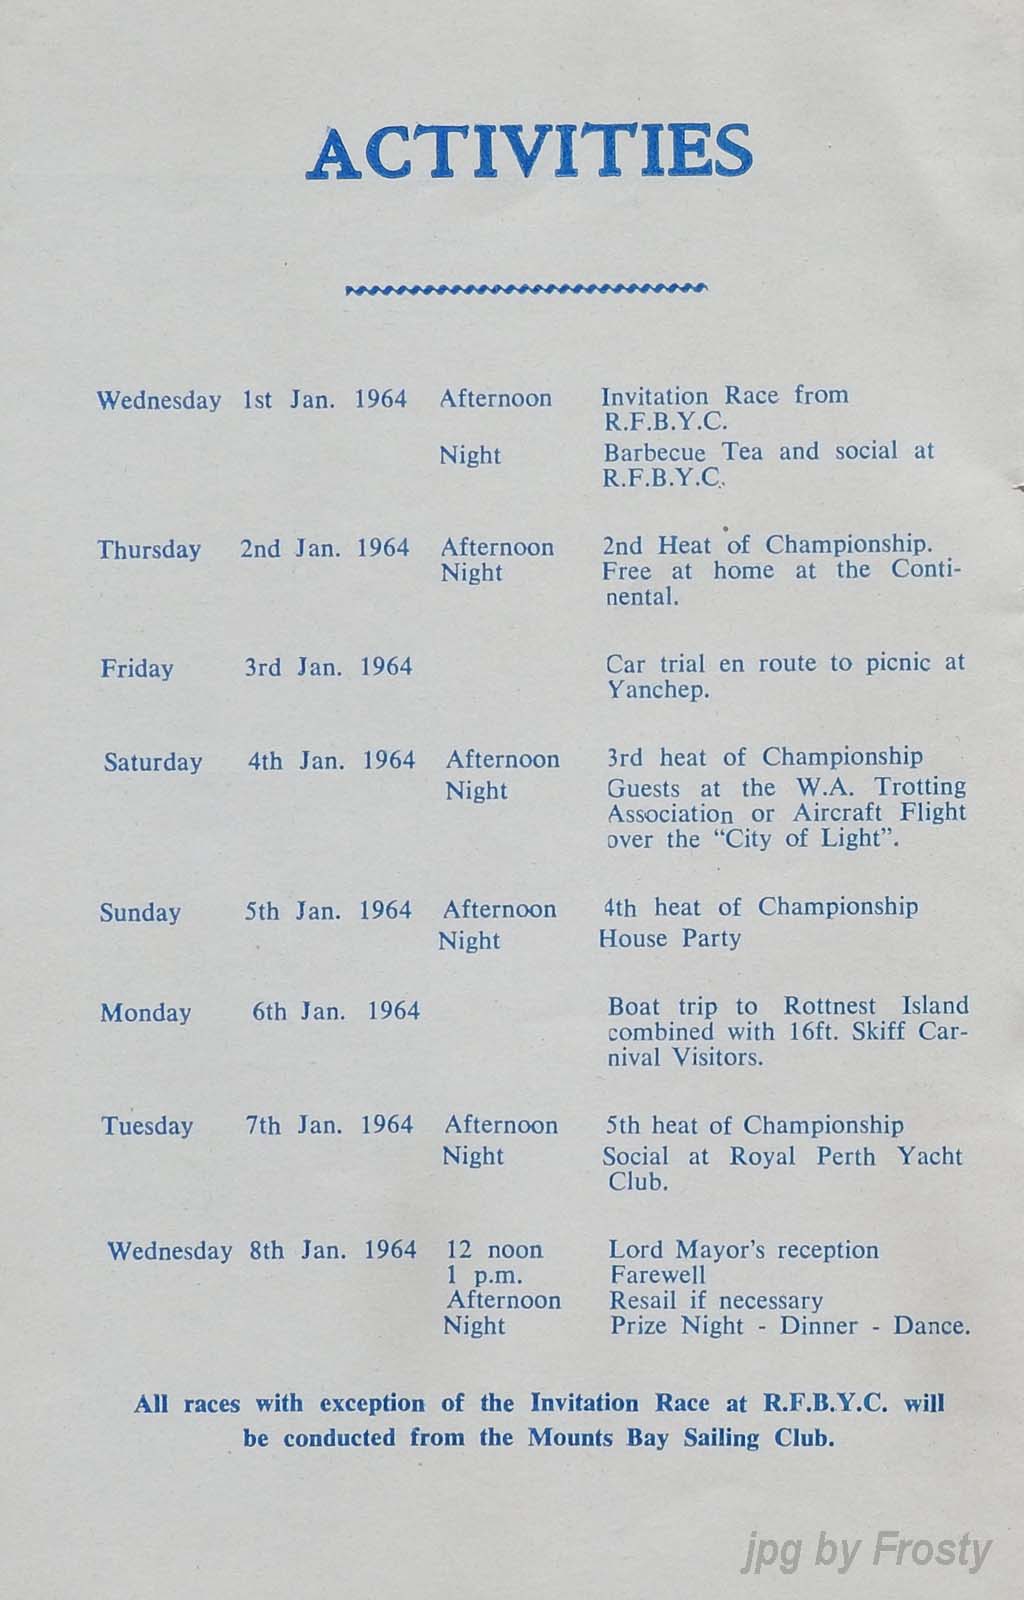 ACTIVITIES
Wednesday 1st Jan. 1964 Afternoon Invitation Race from
R.F.B.Y.C.
Night Barbecue Tea and social at
R.F.B.Y.C.
Thursday 2nd Jan. 1964 Afternoon 2nd Heat of Championship.
Night Free at home at the Conti-
nental.
Friday 3rd Jan. 1964 Car trial en route to picnic at
Yanchep.
Saturday 4th Jan. 1964 Afternoon 3rd heat of Championship
Night Guests at the W.A. Trotting
Association or Aircraft Flight
over the “City of Light”.
Sunday 5th Jan. 1964 Afternoon 4th heat of Championship
Night House Party
Monday 6th Jan. 1964 Boat trip to Rottnest Island
combined with 16ft. Skiff Car-
nival Visitors.
Tuesday 7th Jan. 1964 Afternoon 5th heat of Championship
Night Social at Royal Perth Yacht
Club.
Wednesday 8th Jan. 1964 12 noon Lord Mayor's reception
1 p.m. Farewell
Afternoon Resail if necessary
Night Prize Night - Dinner - Dance.
All races with exception of the Invitation Race at R.F.B.Y.C. will
be conducted from the Mounts Bay Sailing Club.
jpg by Frosty